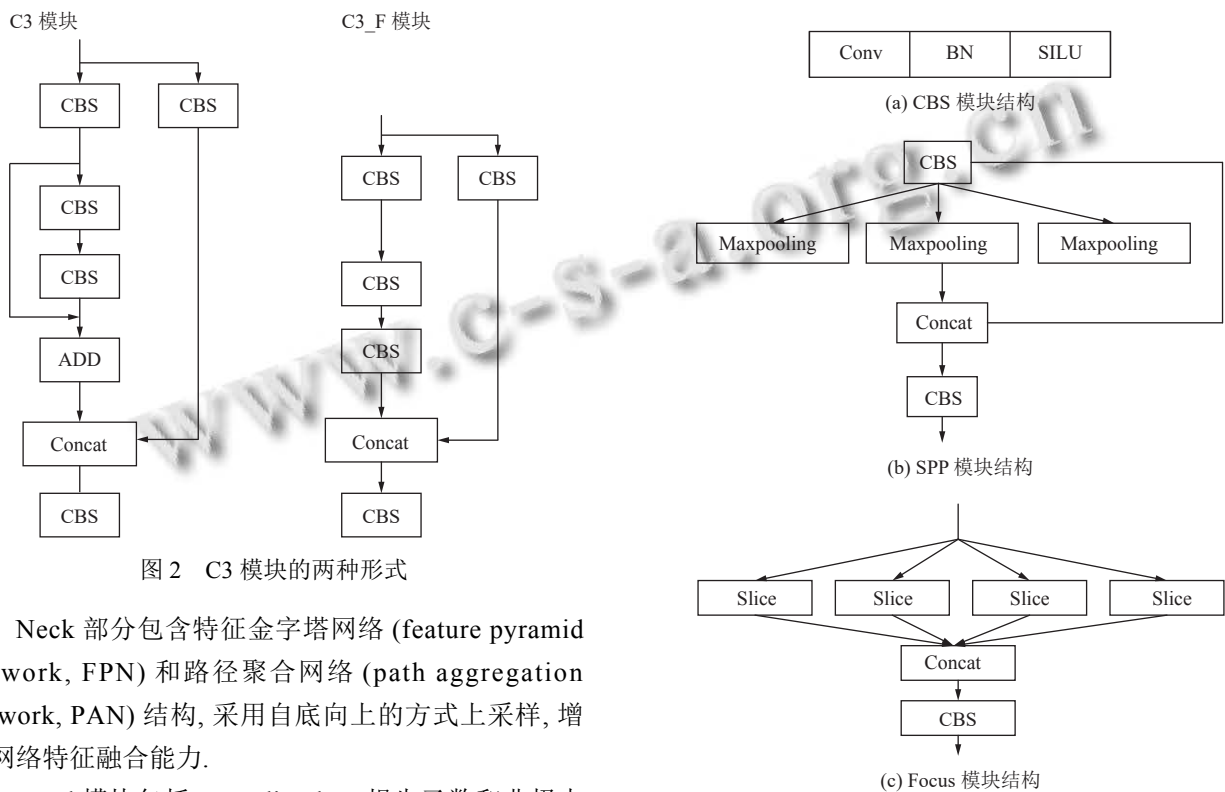 C3 模块
CBS
CBS
CBS
CBS
ADD
Concat
CBS
C3_F 模块
CBS
CBS
CBS
CBS
Concat
CBS
图 2 C3 模块的两种形式
Neck 部分包含特征金字塔网络 (feature pyramid
work, FPN) 和路径聚合网络 (path aggregation
work, PAN) 结构, 采用自底向上的方式上采样, 增
网络特征融合能力.
Conv BN SILU
(a) CBS 模块结构
CBS
Maxpooling Maxpooling Maxpooling
Concat
CBS
(b) SPP 模块结构
Slice Slice Slice Slice
Concat
CBS
(c) Focus 模块结构
www.c-s-a.org.cn